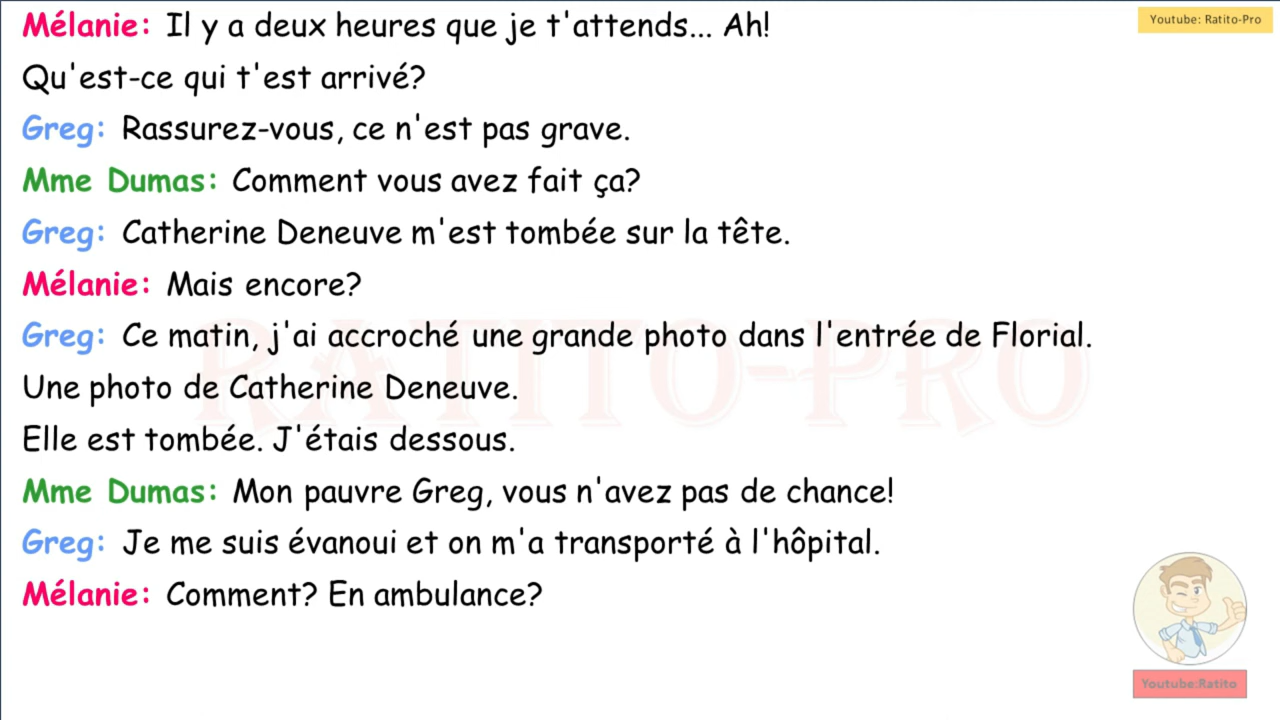 Mélanie: Il y a deux heures que je t'attends... Ah!
Youtube: Ratito-Pro
Qu'est-ce qui t'est arrivé?
Greg: Rassurez-vous, ce n'est pas grave.
Mme Dumas: Comment vous avez fait ça?
Greg: Catherine Deneuve m'est tombée sur la tête.
Mélanie: Mais encore?
Greg: Ce matin, j'ai accroché une grande photo dans l'entrée de Florial.
RATITO-PRO
Une photo de Catherine Deneuve.
Elle est tombée. J'étais dessous.
Mme Dumas: Mon pauvre Greg, vous n'avez pas de chance!
Greg: Je me suis évanoui et on m'a transporté à l'hôpital.
Mélanie: Comment? En ambulance?
Youtube:Ratito